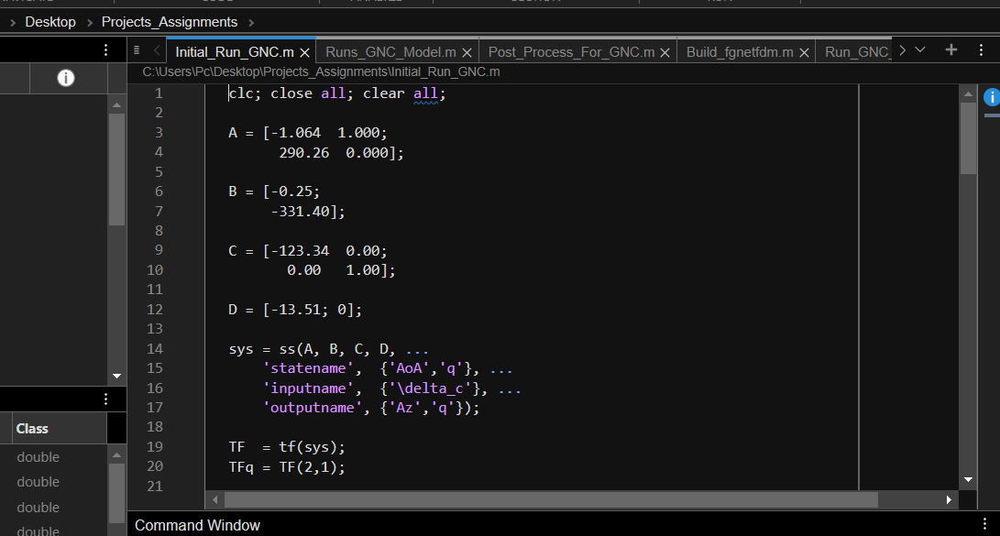 Desktop > Projects_Assignments >
Initial_Run_GNC.m Runs_GNC_Model.m Post_Process_For_GNC.m Build_fgnetfdm.m Run_GNC_
C:\Users\Pc\Desktop\Projects_Assignments\Initial_Run_GNC.m
1 clc; close all; clear all;
2
3 A = [-1.064 1.000;
4 290.26 0.000];
5
6 B = [-0.25;
7 -331.40];
8
9 C = [-123.34 0.00;
10 0.00 1.00];
11
12 D = [-13.51; 0];
13
14 sys = ss(A, B, C, D, ...
15 'statename', {'AoA','q'}, ...
16 'inputname', {'\delta_c'}, ...
17 'outputname', {'Az','q'});
18
19 TF = tf(sys);
20 TFq = TF(2,1);
21
Class
double
double
double
double
Command Window